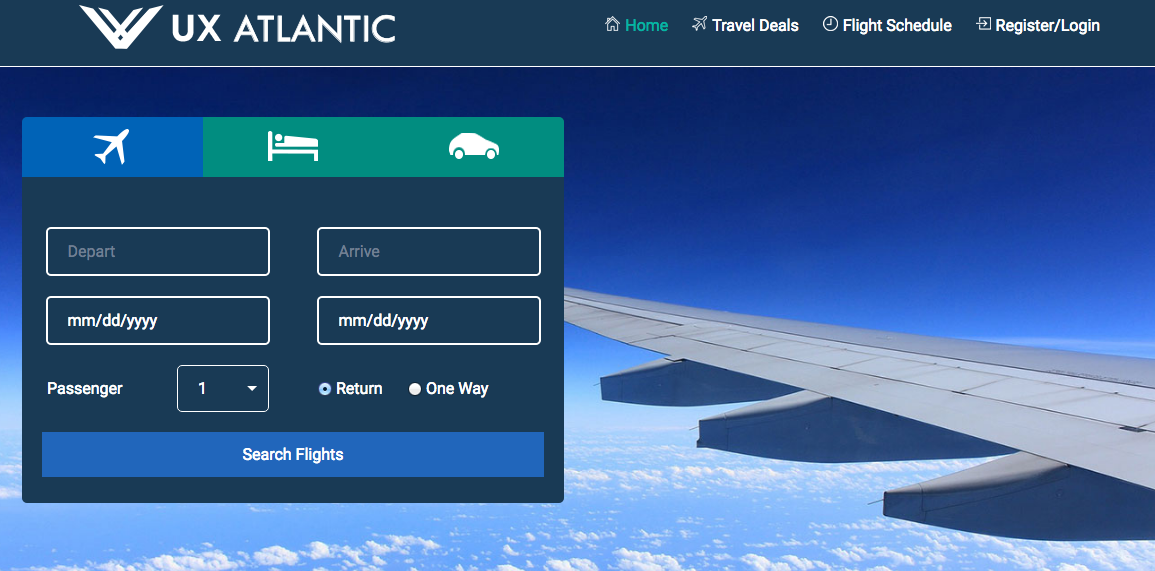 UX ATLANTIC
Home Travel Deals Flight Schedule Register/Login
Depart Arrive
mm/dd/yyyy mm/dd/yyyy
Passenger 1 Return One Way
Search Flights